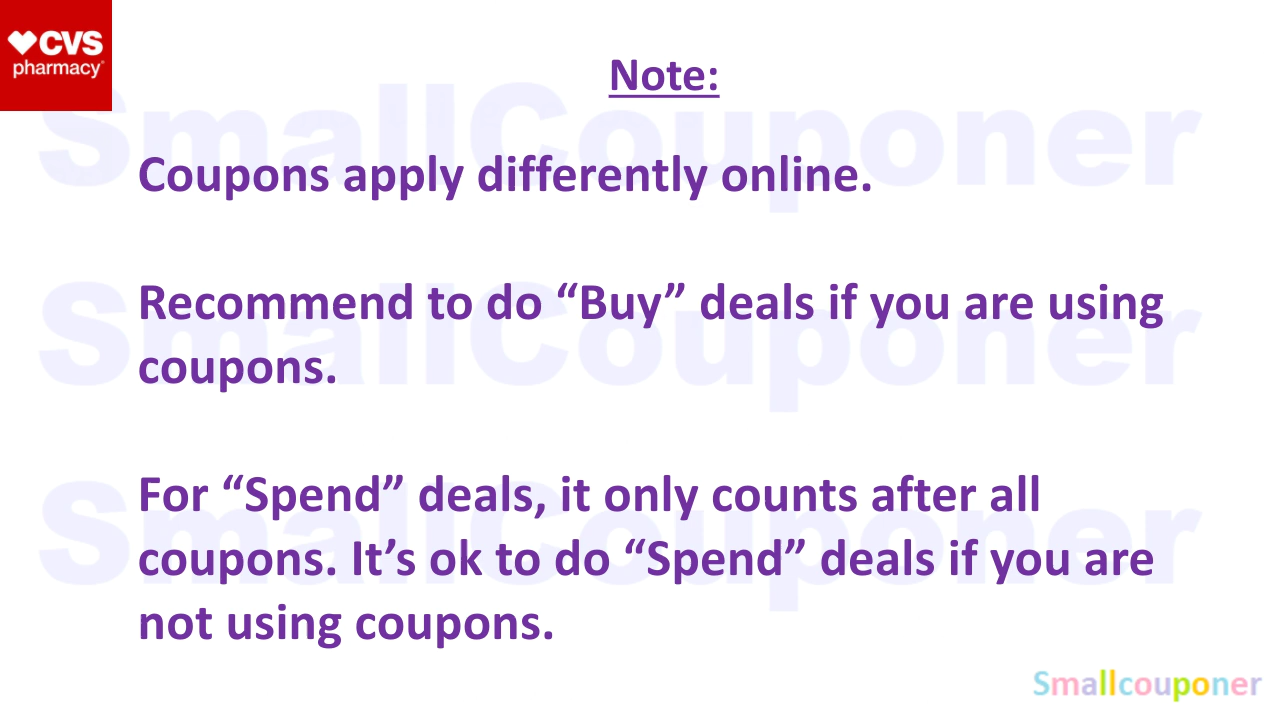 CVS
pharmacy
Note:
SmallCouponer
Coupons apply differently online.
SmallCouponer
Recommend to do “Buy” deals if you are using
coupons.
SmallCouponer
For “Spend” deals, it only counts after all
coupons. It’s ok to do “Spend” deals if you are
not using coupons.
Smallcouponer